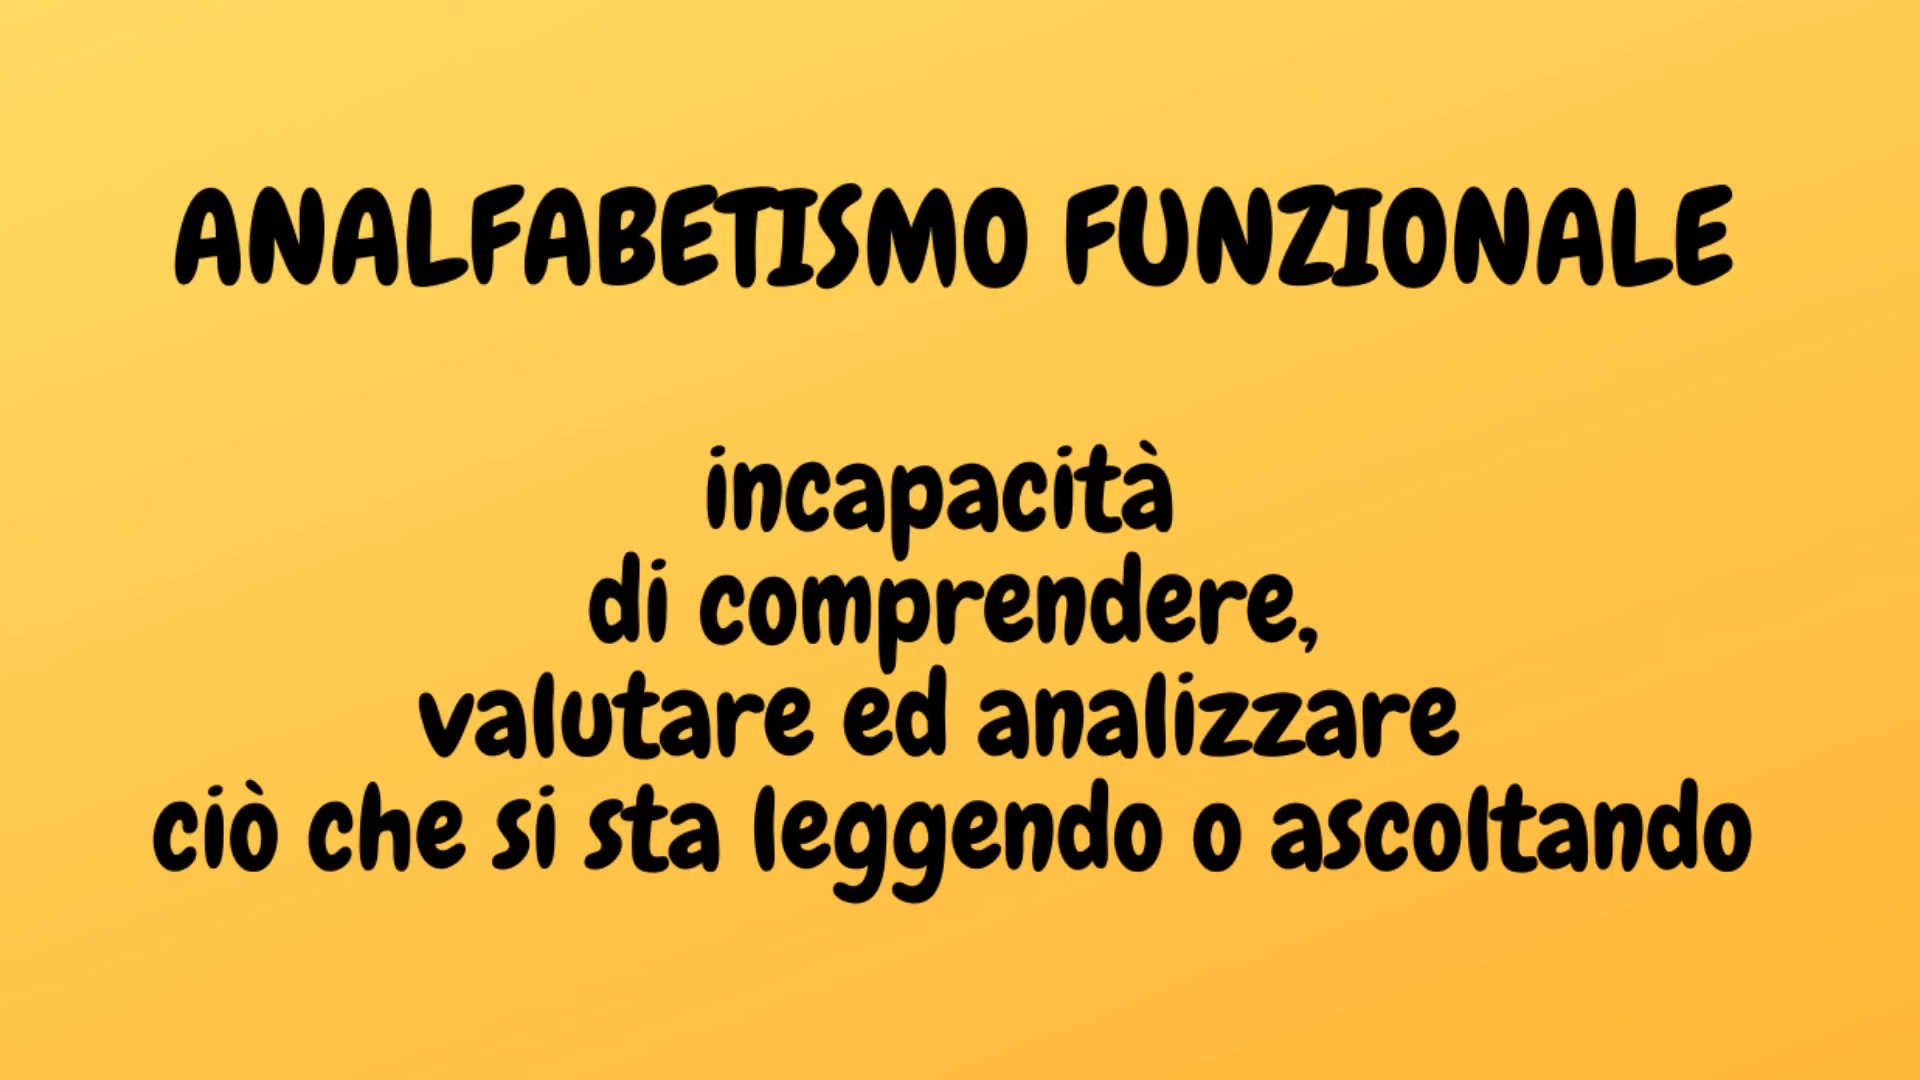 ANALFABETISMO FUNZIONALE
incapacità
di comprendere,
valutare ed analizzare
ciò che si sta leggendo o ascoltando